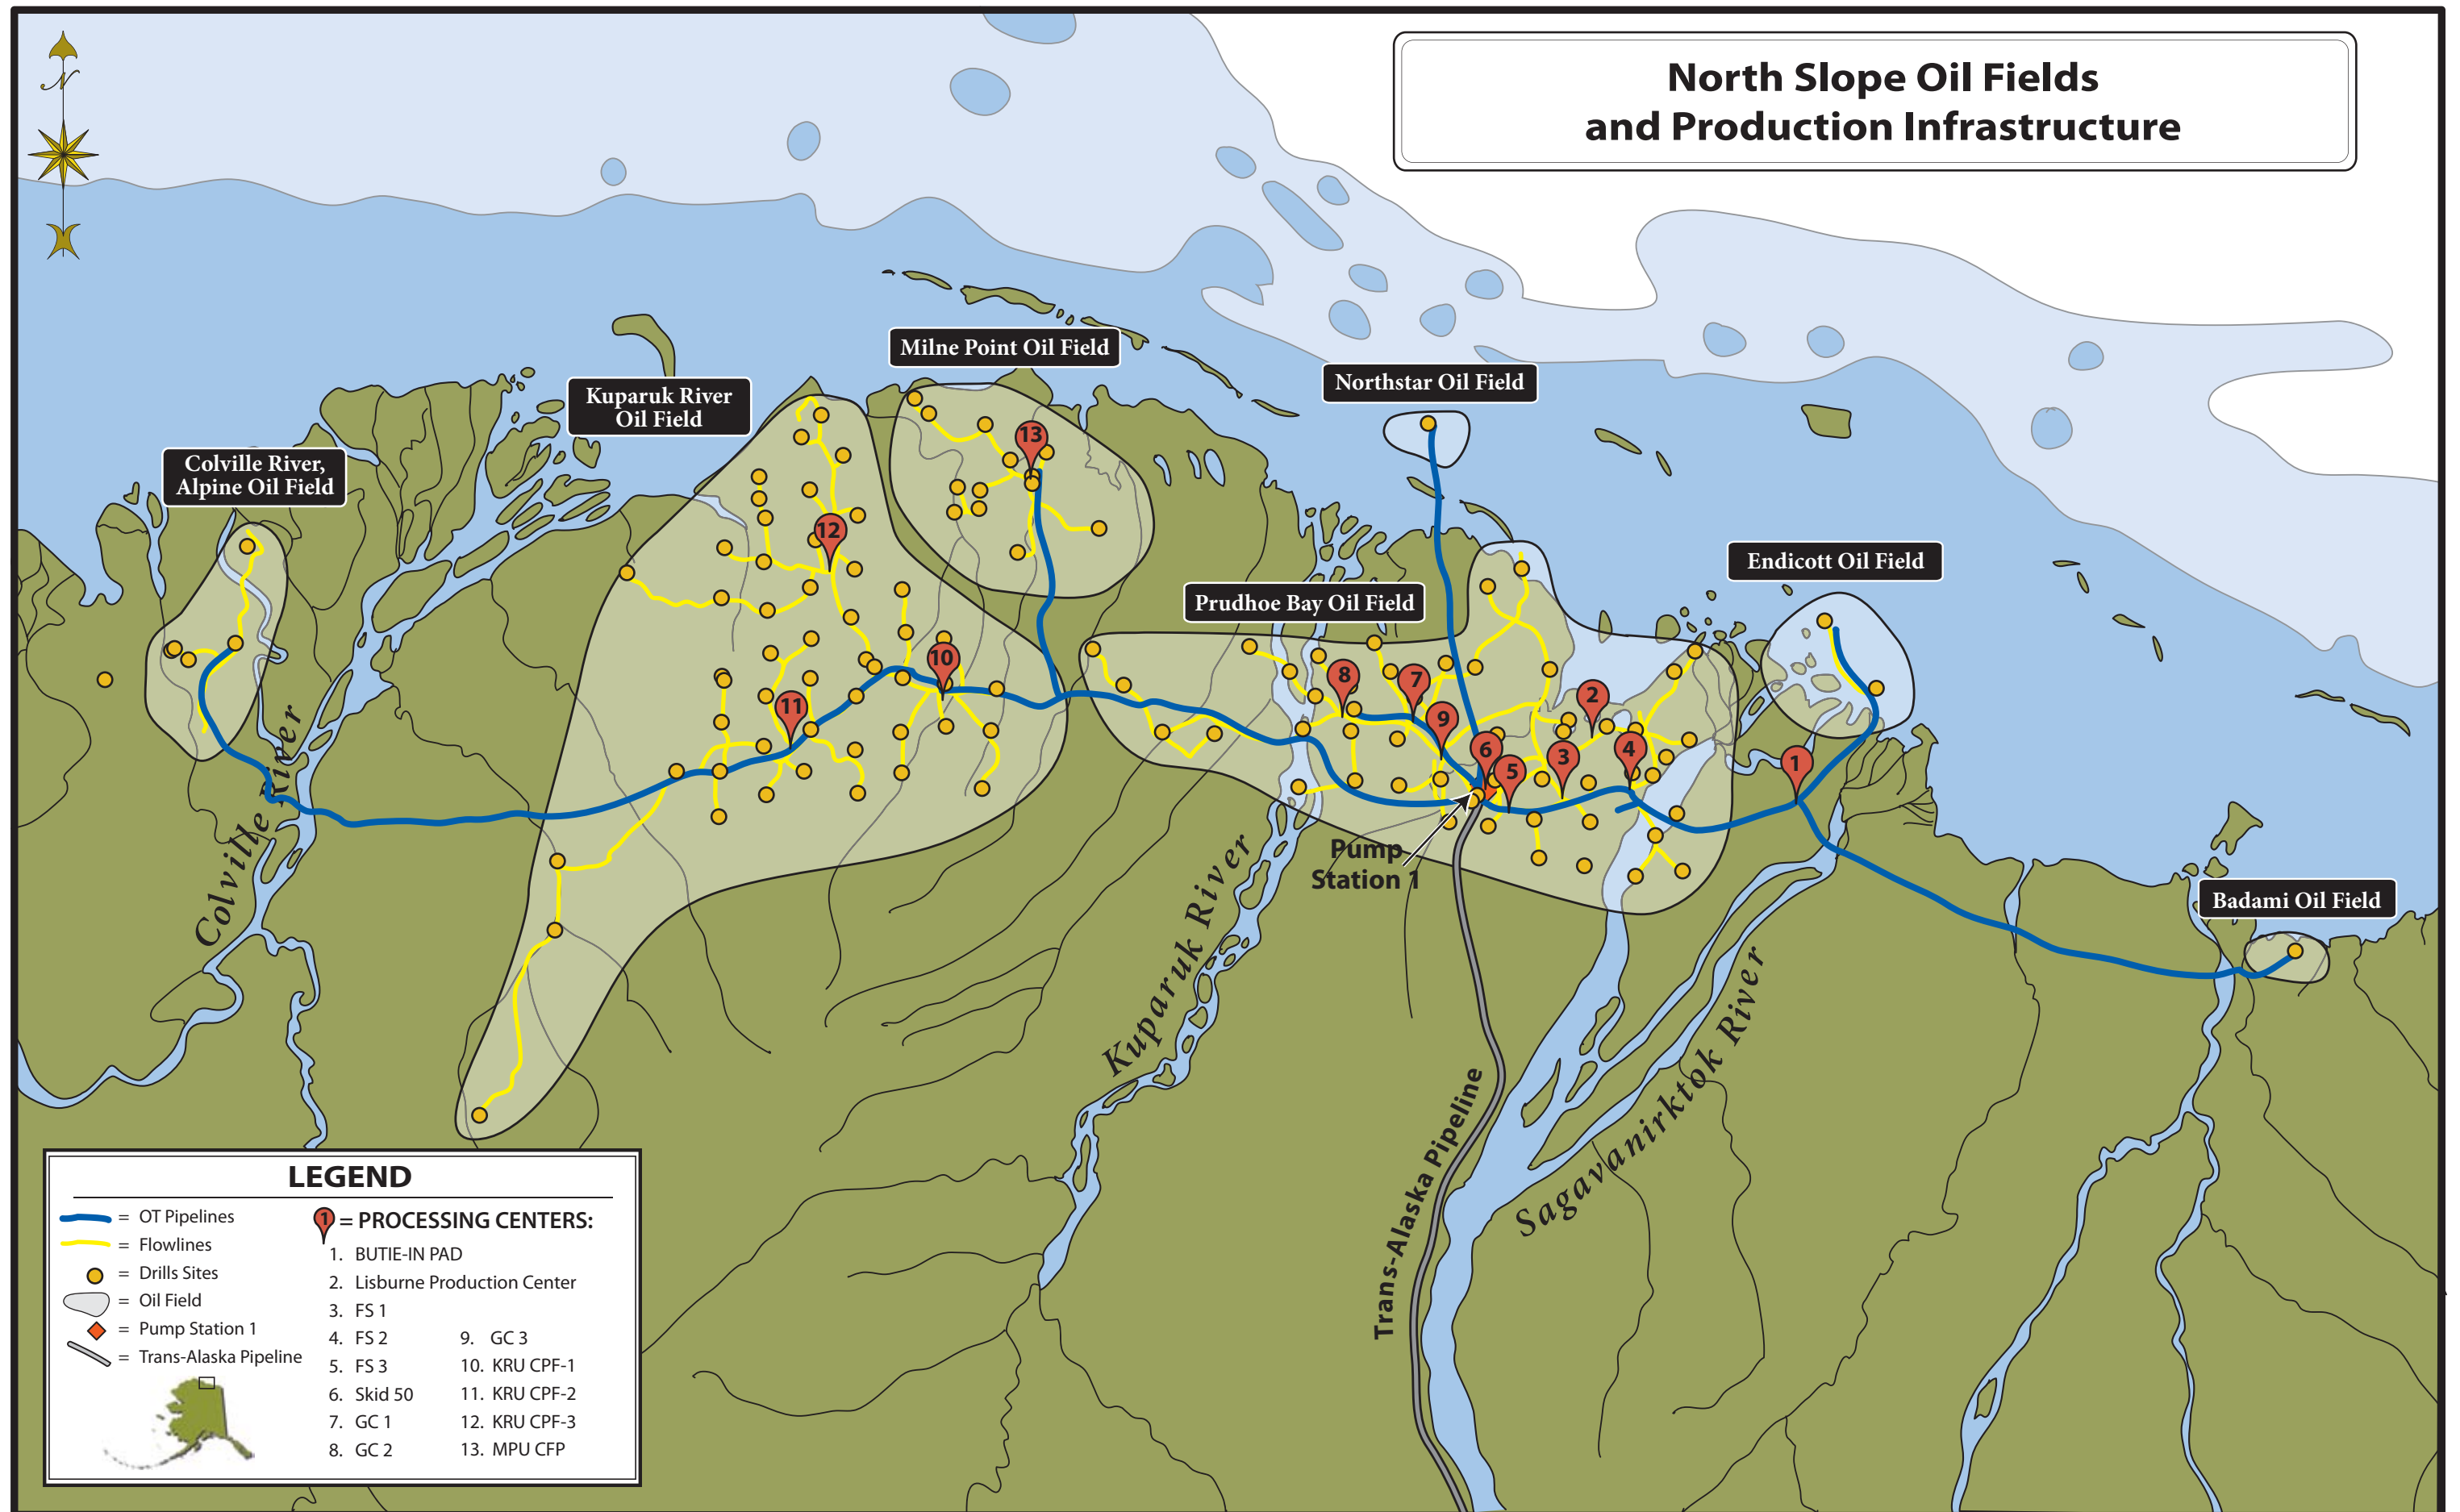 North Slope Oil Fields
and Production Infrastructure
N
Milne Point Oil Field
Northstar Oil Field
Kuparuk River
Oil Field
Colville River,
Alpine Oil Field
Endicott Oil Field
Prudhoe Bay Oil Field
Badami Oil Field
13
12
10
11
8
7
9
2
6
5
3
4
1
Pump
Station 1
Colville River
Kuparuk River
Sagavanirktok River
Trans-Alaska Pipeline
LEGEND
= OT Pipelines
= Flowlines
= Drills Sites
= Oil Field
= Pump Station 1
= Trans-Alaska Pipeline
1 = PROCESSING CENTERS:
1. BUTIE-IN PAD
2. Lisburne Production Center
3. FS 1
4. FS 2
5. FS 3
6. Skid 50
7. GC 1
8. GC 2
9. GC 3
10. KRU CPF-1
11. KRU CPF-2
12. KRU CPF-3
13. MPU CFP